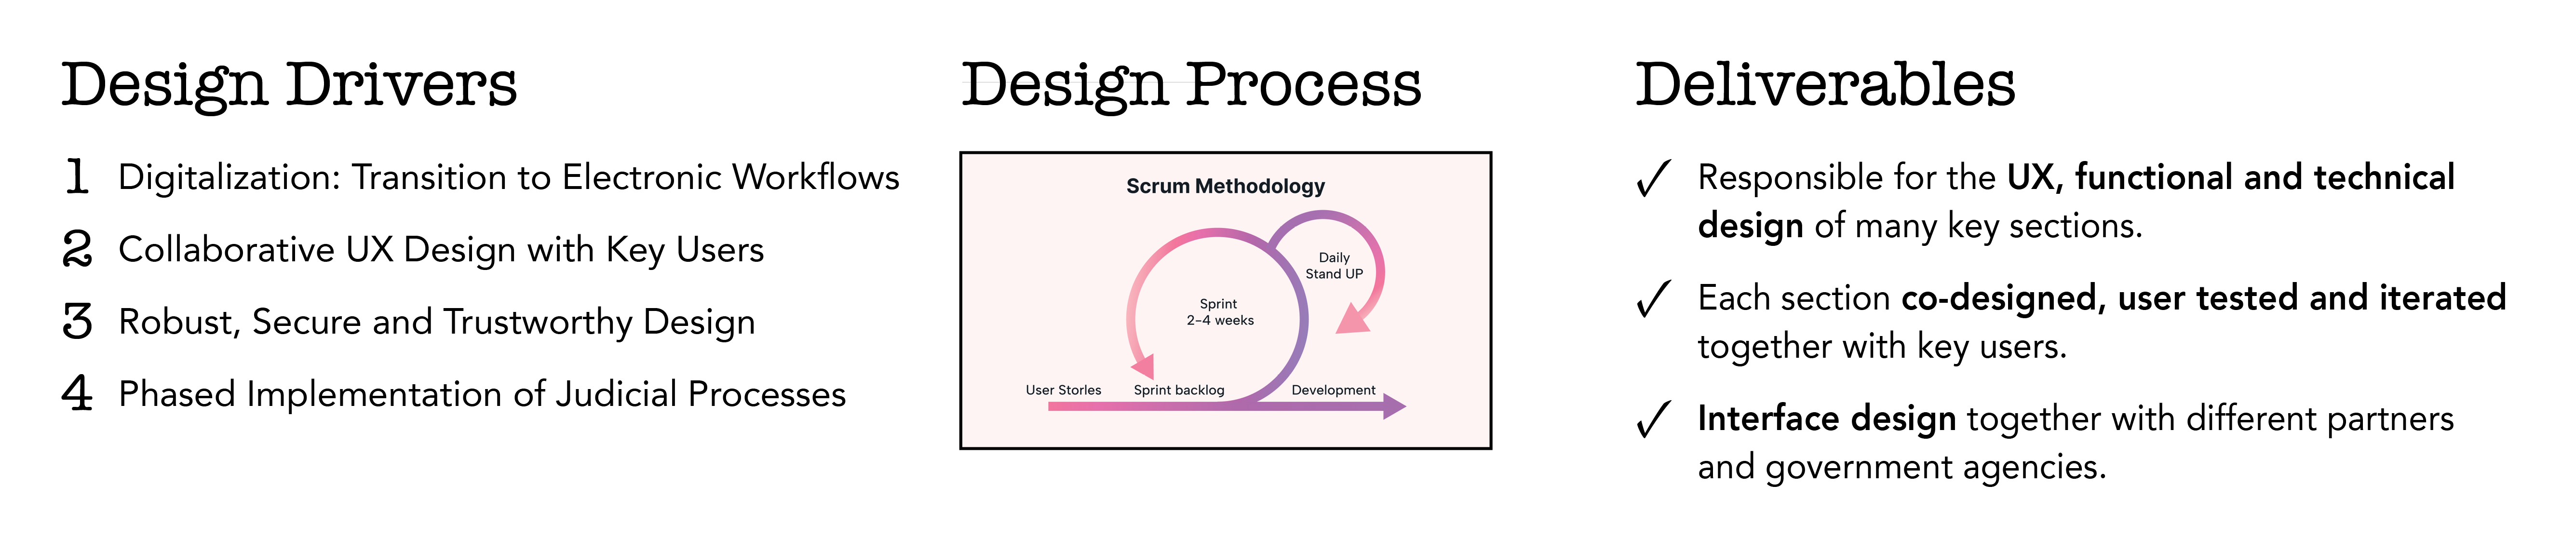 Design Drivers
1 Digitalization: Transition to Electronic Workflows
2 Collaborative UX Design with Key Users
3 Robust, Secure and Trustworthy Design
4 Phased Implementation of Judicial Processes
Design Process
Scrum Methodology
Daily
Stand UP
Sprint
2-4 weeks
User Storles
Sprint backlog
Development
Deliverables
✓ Responsible for the UX, functional and technical
design of many key sections.
✓ Each section co-designed, user tested and iterated
together with key users.
✓ Interface design together with different partners
and government agencies.